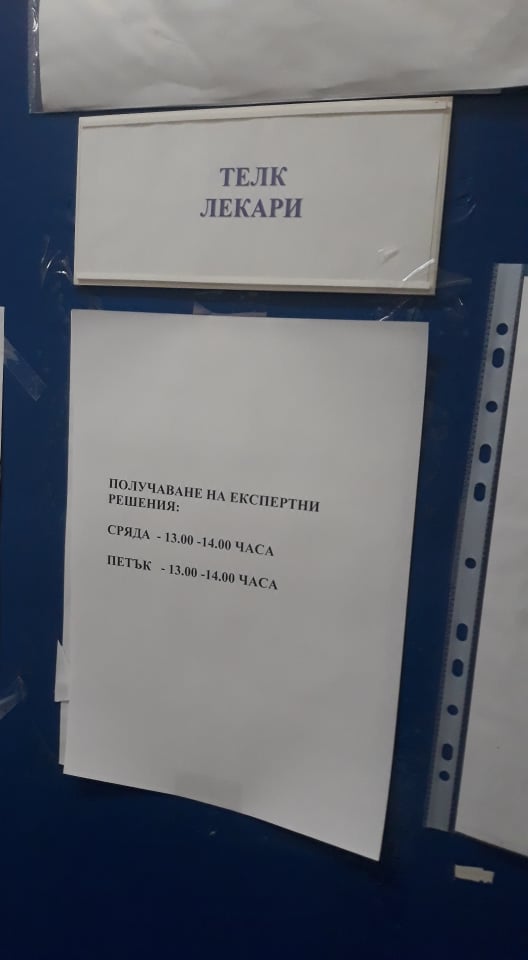 ТЕЛК
ЛЕКАРИ
ПОЛУЧАВАНЕ НА ЕКСПЕРТНИ
РЕШЕНИЯ:
СРЯДА - 13.00 -14.00 ЧАСА
ПЕТЪК - 13.00 -14.00 ЧАСА